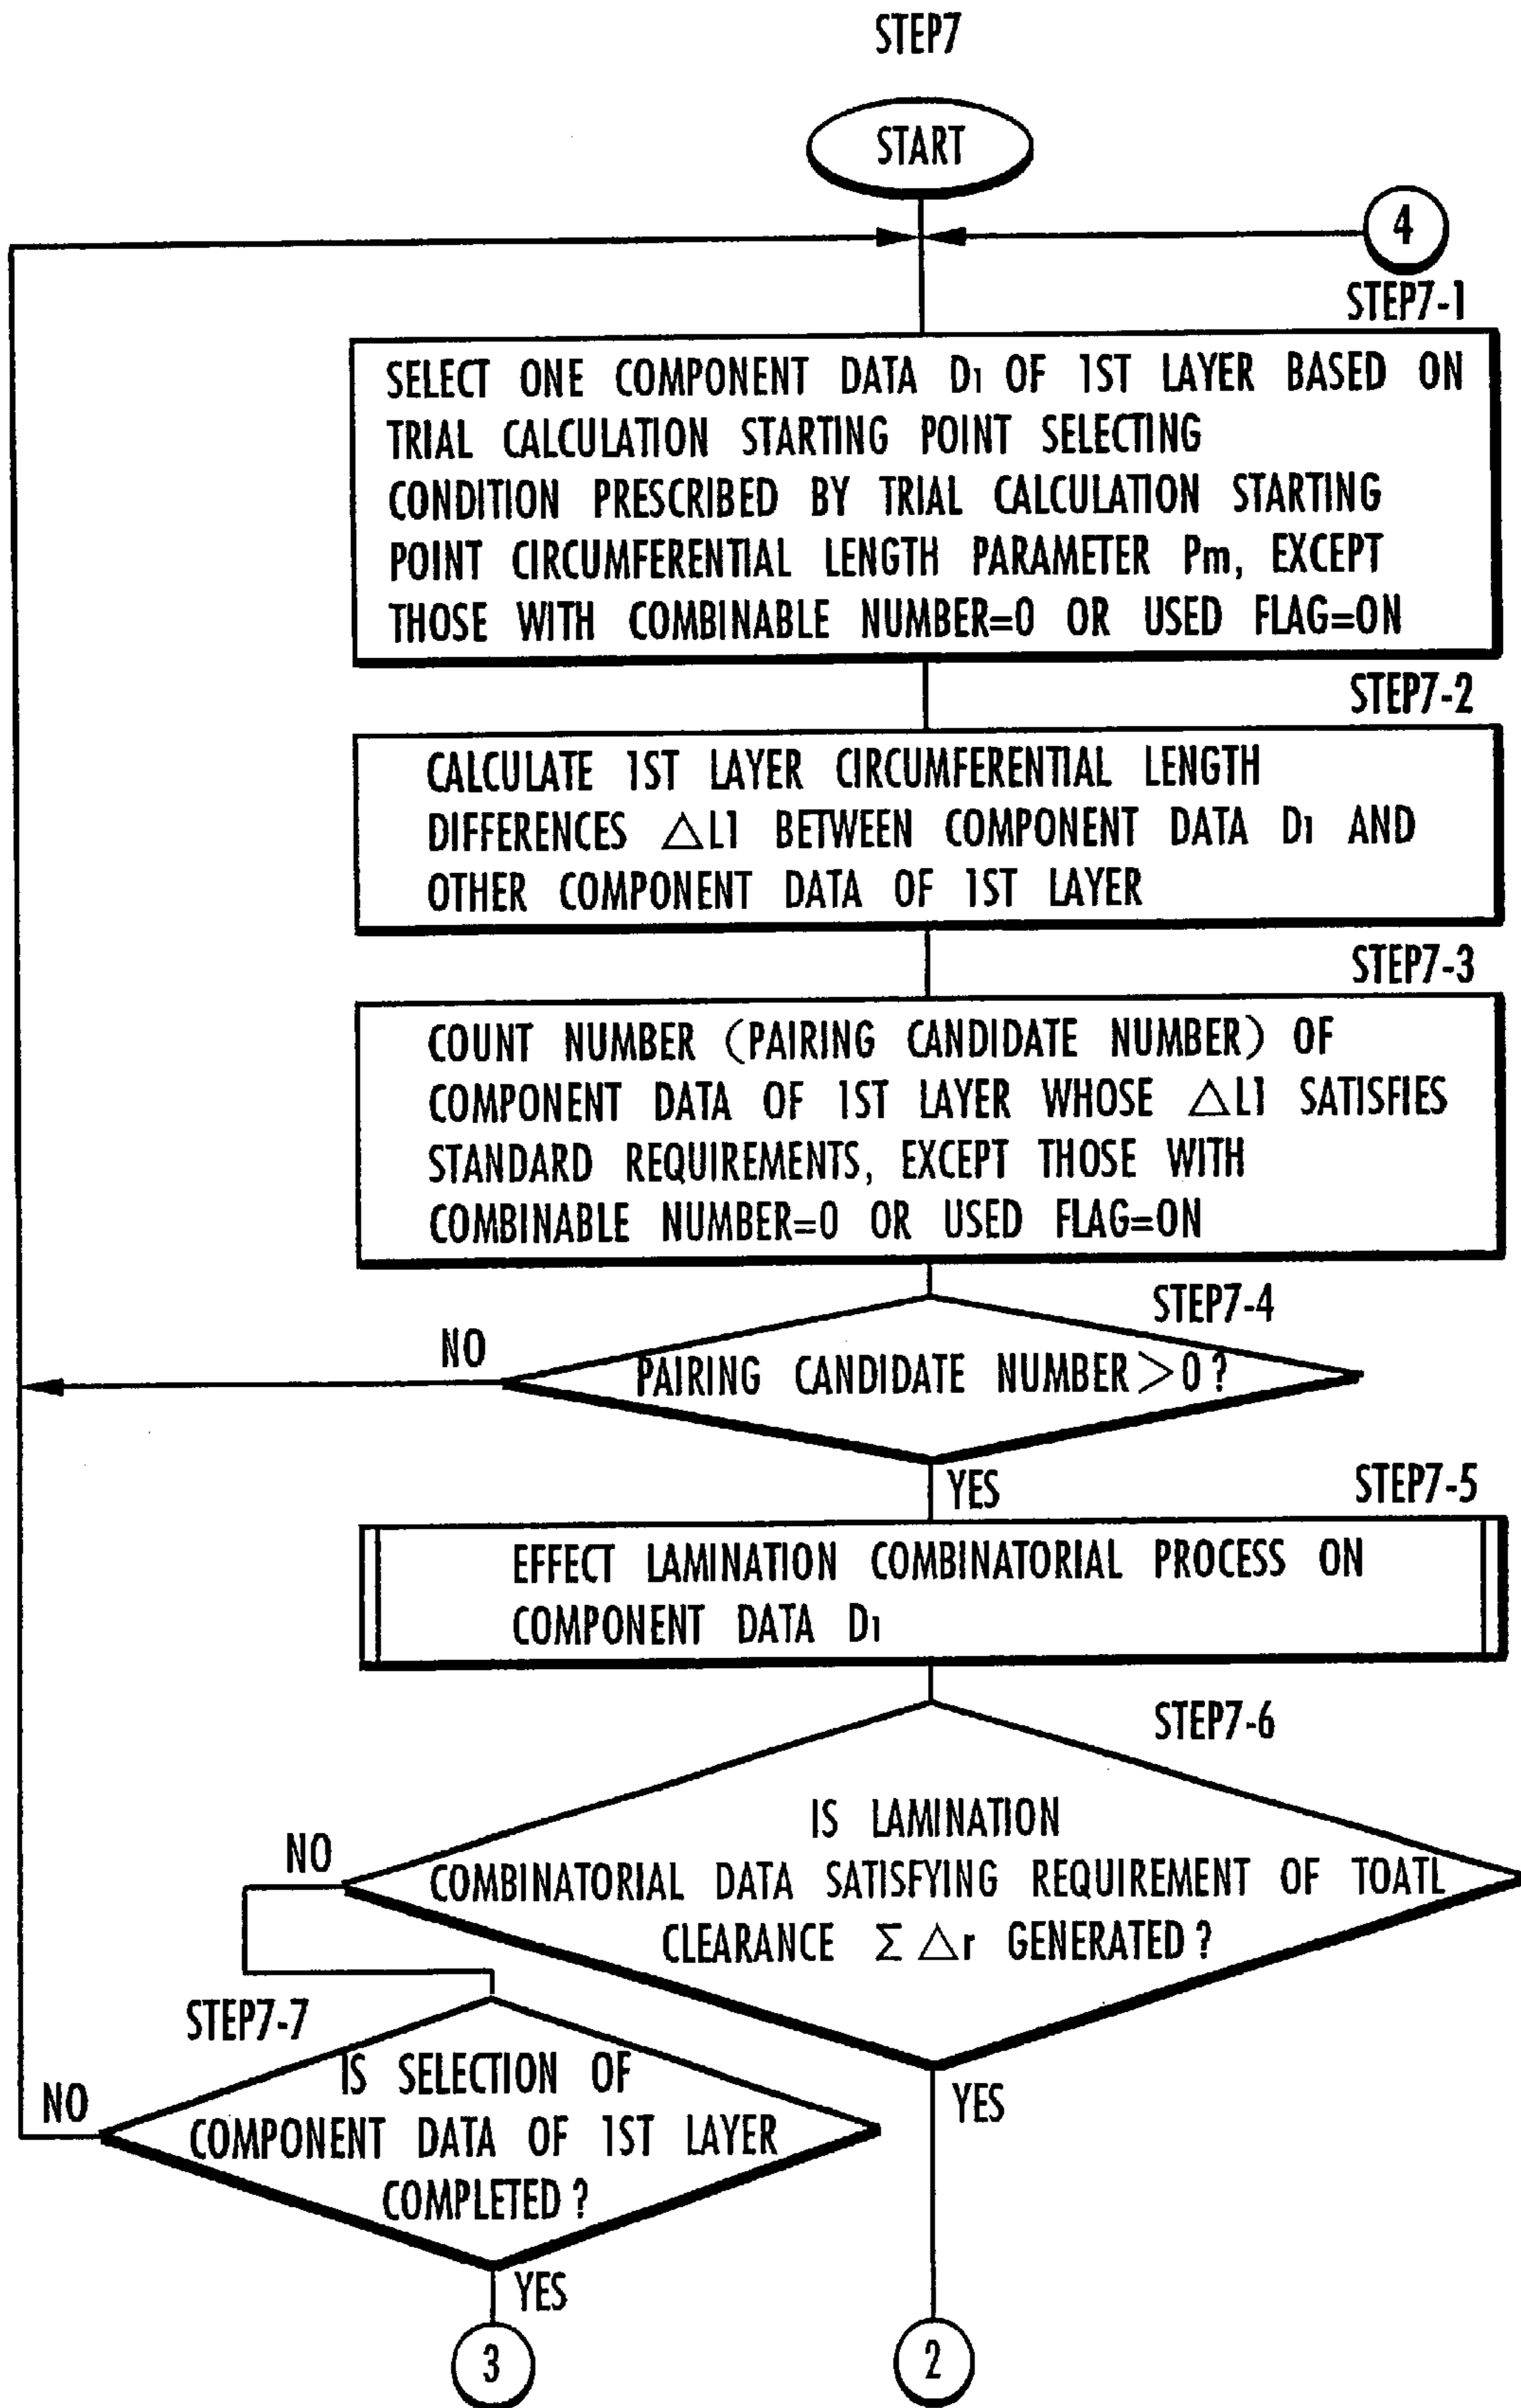 STEP7
START
4
STEP7-1
SELECT ONE COMPONENT DATA D1 OF 1ST LAYER BASED ON
TRIAL CALCULATION STARTING POINT SELECTING
CONDITION PRESCRIBED BY TRIAL CALCULATION STARTING
POINT CIRCUMFERENTIAL LENGTH PARAMETER Pm, EXCEPT
THOSE WITH COMBINABLE NUMBER=0 OR USED FLAG=ON
STEP7-2
CALCULATE 1ST LAYER CIRCUMFERENTIAL LENGTH
DIFFERENCES △L1 BETWEEN COMPONENT DATA D1 AND
OTHER COMPONENT DATA OF 1ST LAYER
STEP7-3
COUNT NUMBER (PAIRING CANDIDATE NUMBER) OF
COMPONENT DATA OF 1ST LAYER WHOSE △L1 SATISFIES
STANDARD REQUIREMENTS, EXCEPT THOSE WITH
COMBINABLE NUMBER=0 OR USED FLAG=ON
STEP7-4
NO
PAIRING CANDIDATE NUMBER>0?
YES
STEP7-5
EFFECT LAMINATION COMBINATORIAL PROCESS ON
COMPONENT DATA D1
STEP7-6
IS LAMINATION
NO
COMBINATORIAL DATA SATISFYING REQUIREMENT OF TOATL
CLEARANCE Σ△r GENERATED?
STEP7-7
IS SELECTION OF
NO
YES
COMPONENT DATA OF 1ST LAYER
COMPLETED?
YES
3
2